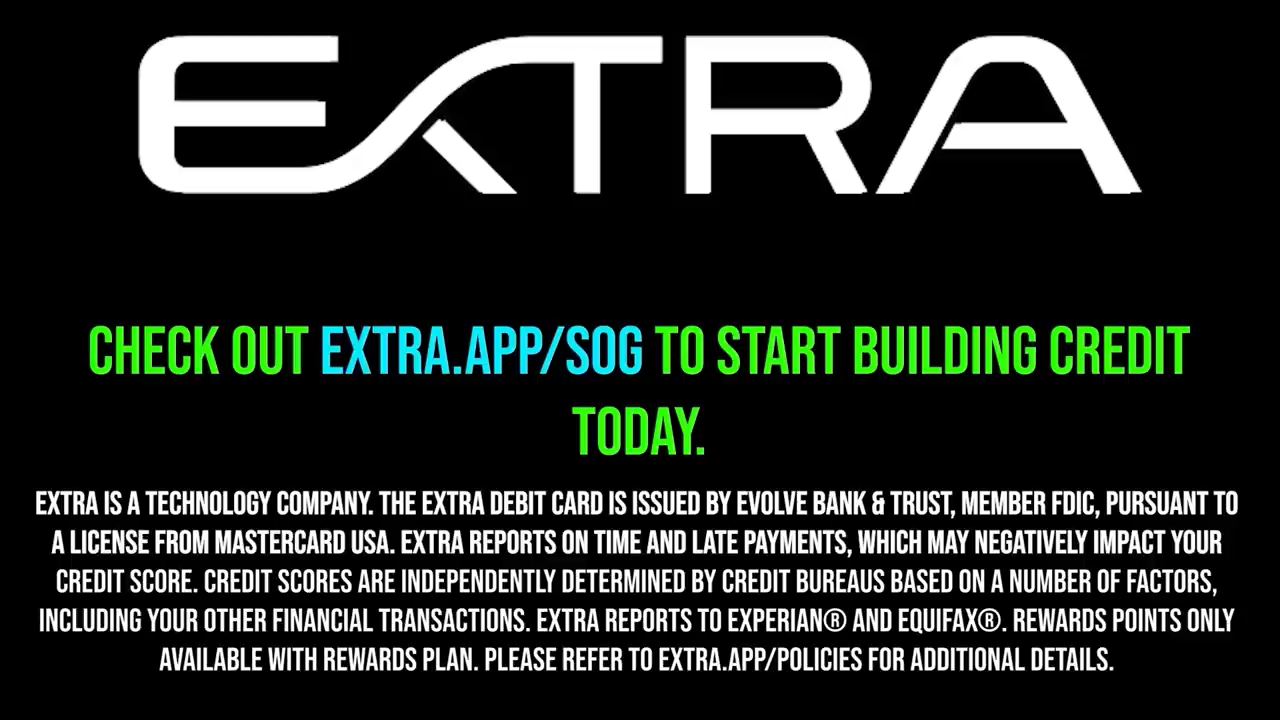 EXTRA
CHECK OUT EXTRA.APP/SOG TO START BUILDING CREDIT
TODAY.
EXTRA IS A TECHNOLOGY COMPANY. THE EXTRA DEBIT CARD IS ISSUED BY EVOLVE BANK & TRUST, MEMBER FDIC, PURSUANT TO
A LICENSE FROM MASTERCARD USA. EXTRA REPORTS ON TIME AND LATE PAYMENTS, WHICH MAY NEGATIVELY IMPACT YOUR
CREDIT SCORE. CREDIT SCORES ARE INDEPENDENTLY DETERMINED BY CREDIT BUREAUS BASED ON A NUMBER OF FACTORS,
INCLUDING YOUR OTHER FINANCIAL TRANSACTIONS. EXTRA REPORTS TO EXPERIAN® AND EQUIFAX®. REWARDS POINTS ONLY
AVAILABLE WITH REWARDS PLAN. PLEASE REFER TO EXTRA.APP/POLICIES FOR ADDITIONAL DETAILS.